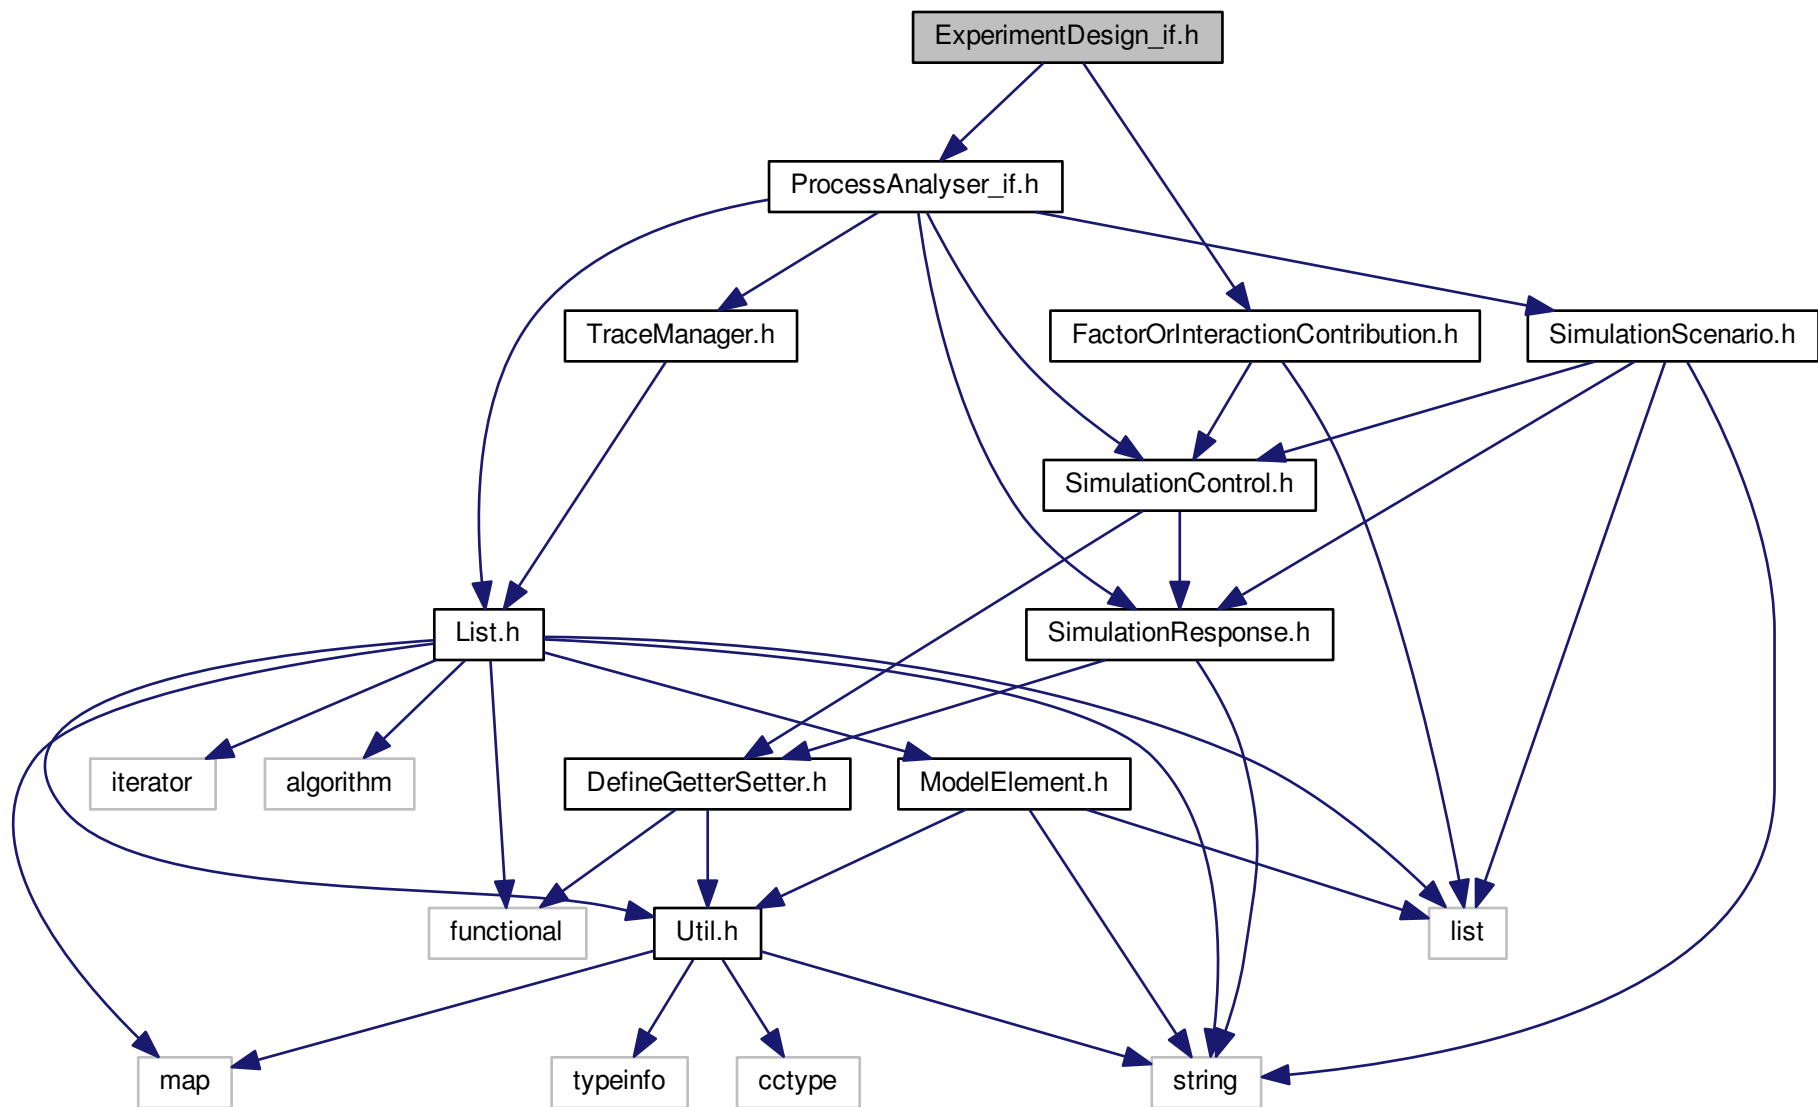 ExperimentDesign_if.h
ProcessAnalyser_if.h
TraceManager.h
FactorOrInteractionContribution.h
SimulationScenario.h
SimulationControl.h
List.h
SimulationResponse.h
iterator
algorithm
DefineGetterSetter.h
ModelElement.h
functional
Util.h
list
map
typeinfo
cctype
string